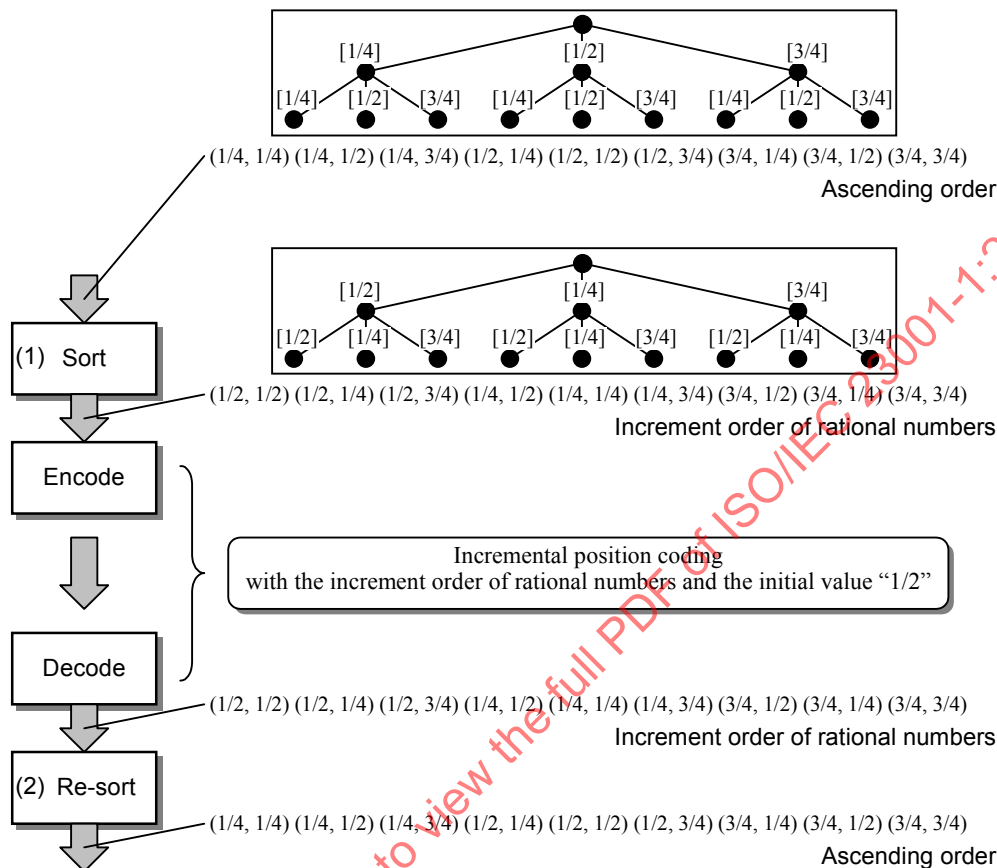 [1/4] [1/2] [3/4]
[1/4] [1/2] [3/4] [1/4] [1/2] [3/4] [1/4] [1/2] [3/4]
(1/4, 1/4) (1/4, 1/2) (1/4, 3/4) (1/2, 1/4) (1/2, 1/2) (1/2, 3/4) (3/4, 1/4) (3/4, 1/2) (3/4, 3/4)
Ascending order
[1/2] [1/4] [3/4]
[1/2] [1/4] [3/4] [1/2] [1/4] [3/4] [1/2] [1/4] [3/4]
(1) Sort
(1/2, 1/2) (1/2, 1/4) (1/2, 3/4) (1/4, 1/2) (1/4, 1/4) (1/4, 3/4) (3/4, 1/2) (3/4, 1/4) (3/4, 3/4)
Increment order of rational numbers
Encode
Incremental position coding
with the increment order of rational numbers and the initial value “1/2”
Decode
(1/2, 1/2) (1/2, 1/4) (1/2, 3/4) (1/4, 1/2) (1/4, 1/4) (1/4, 3/4) (3/4, 1/2) (3/4, 1/4) (3/4, 3/4)
Increment order of rational numbers
(2) Re-sort
(1/4, 1/4) (1/4, 1/2) (1/4, 3/4) (1/2, 1/4) (1/2, 1/2) (1/2, 3/4) (3/4, 1/4) (3/4, 1/2) (3/4, 3/4)
Ascending order
to view the full PDF of ISO/IEC 23001-1: